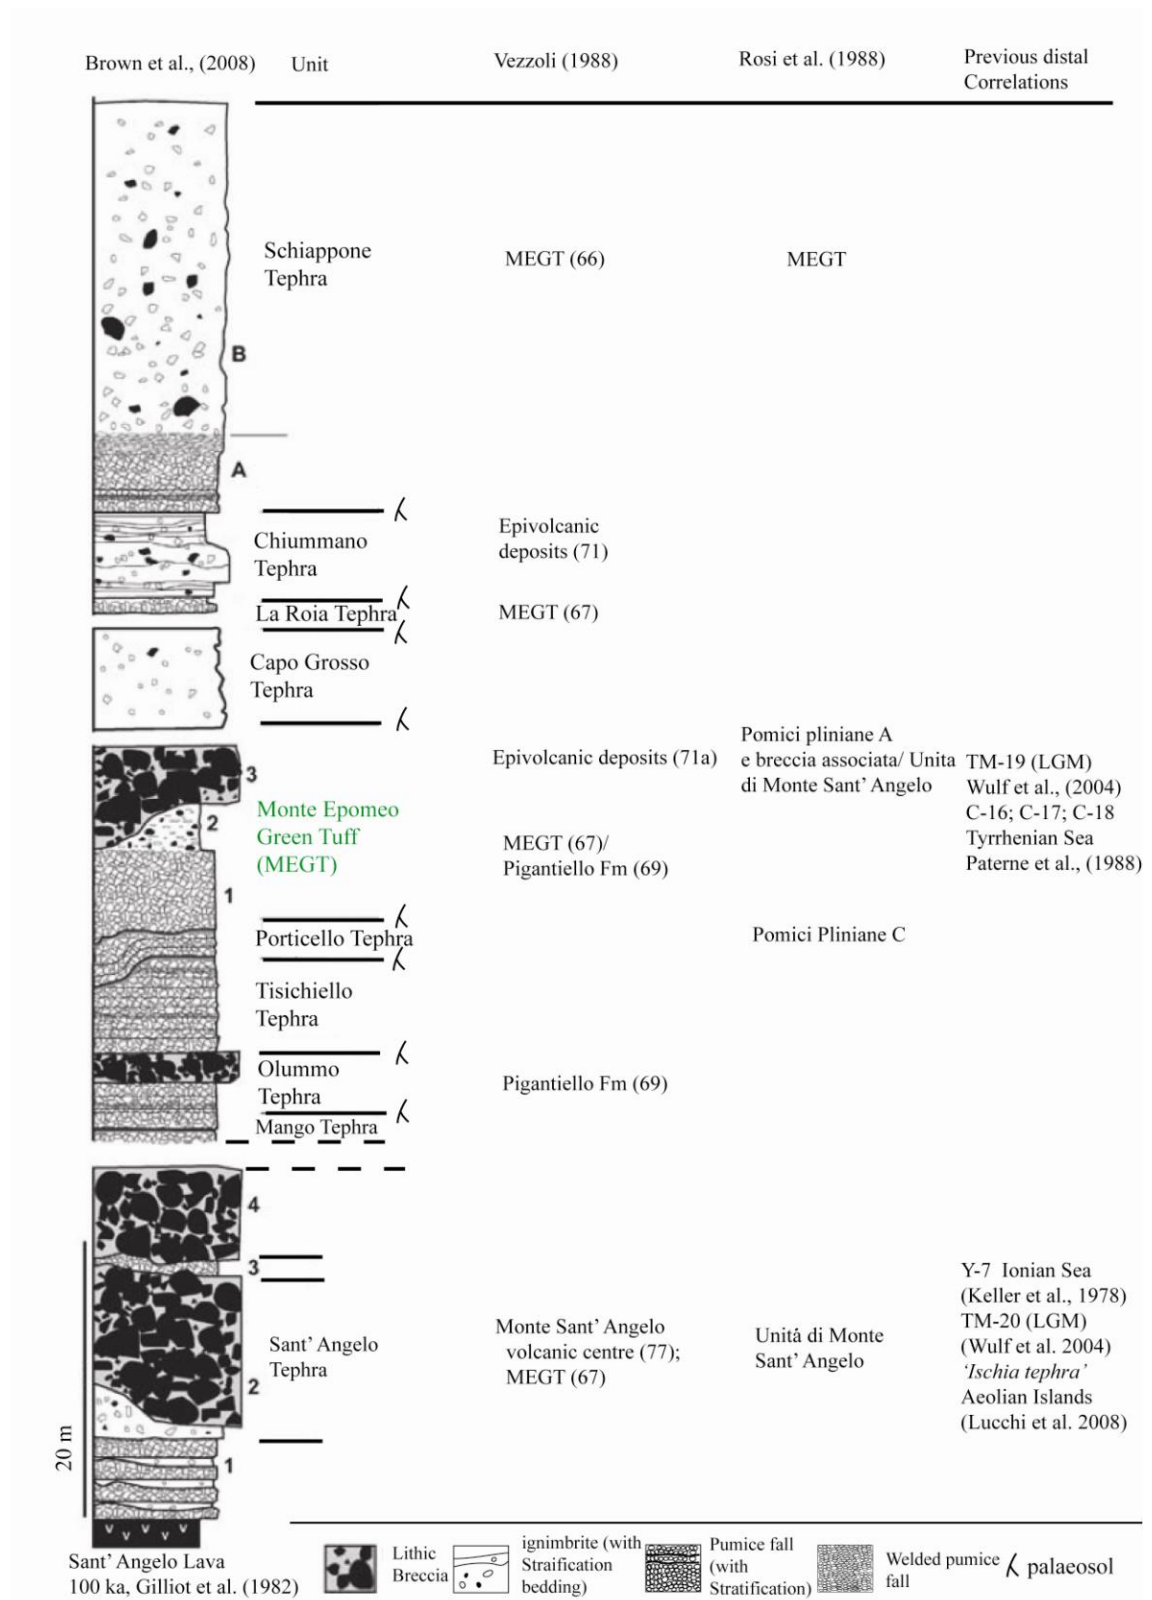 Brown et al., (2008)
Unit
Vezzoli (1988)
Rosi et al. (1988)
Previous distal
Correlations
Schiappone
Tephra
MEGT (66)
MEGT
B
A
Chiummano
Tephra
Epivolcanic
deposits (71)
La Roia Tephra
MEGT (67)
Capo Grosso
Tephra
3
2
1
Monte Epomeo
Green Tuff
(MEGT)
Epivolcanic deposits (71a)
MEGT (67)/
Pigantiello Fm (69)
Pomici pliniane A
e breccia associata/ Unita
di Monte Sant' Angelo
TM-19 (LGM)
Wulf et al., (2004)
C-16; C-17; C-18
Tyrrhenian Sea
Paterne et al., (1988)
Porticello Tephra
Pomici Pliniane C
Tisichiello
Tephra
Olummo
Tephra
Pigantiello Fm (69)
Mango Tephra
4
3
2
1
Sant' Angelo
Tephra
Monte Sant' Angelo
volcanic centre (77);
MEGT (67)
Unitá di Monte
Sant' Angelo
Y-7 Ionian Sea
(Keller et al., 1978)
TM-20 (LGM)
(Wulf et al. 2004)
'Ischia tephra'
Aeolian Islands
(Lucchi et al. 2008)
20 m
v v v v v
Sant' Angelo Lava
100 ka, Gilliot et al. (1982)
Lithic
Breccia
ignimbrite (with
Straification
bedding)
Pumice fall
(with
Stratification)
Welded pumice
fall
palaeosol